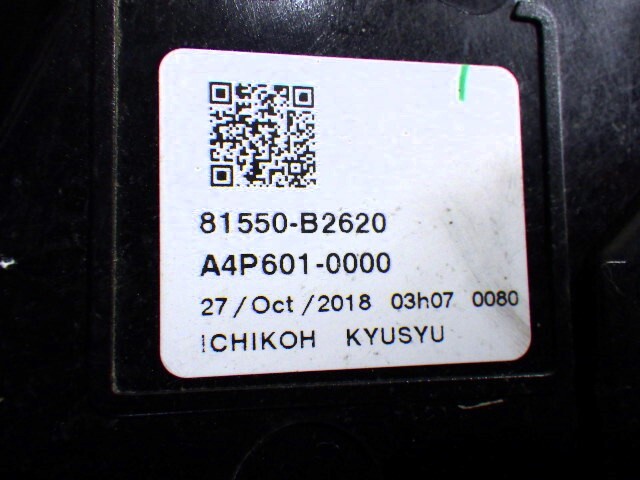 81550-B2620
A4P601-0000
27/Oct/2018 03h07 0080
ICHIKOH KYUSYU